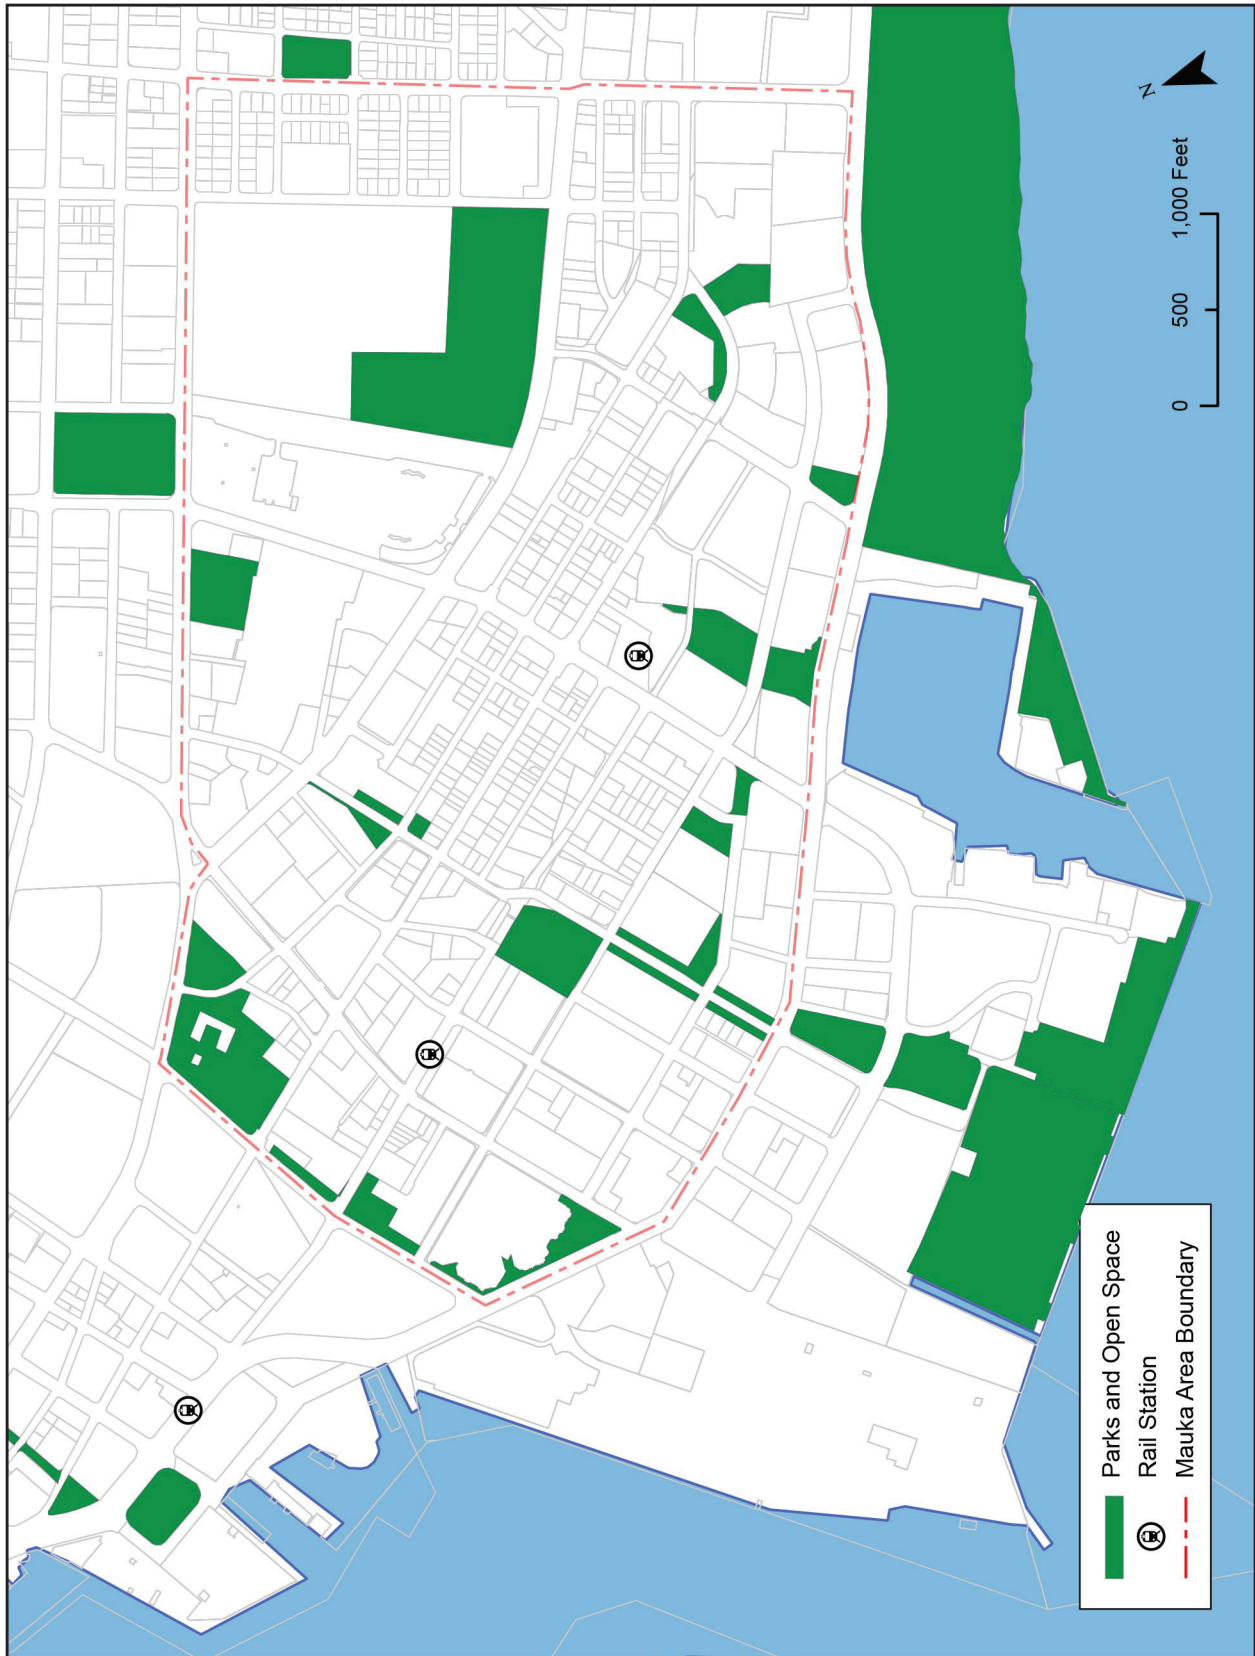 N
0 500 1,000 Feet
Parks and Open Space
Rail Station
Mauka Area Boundary